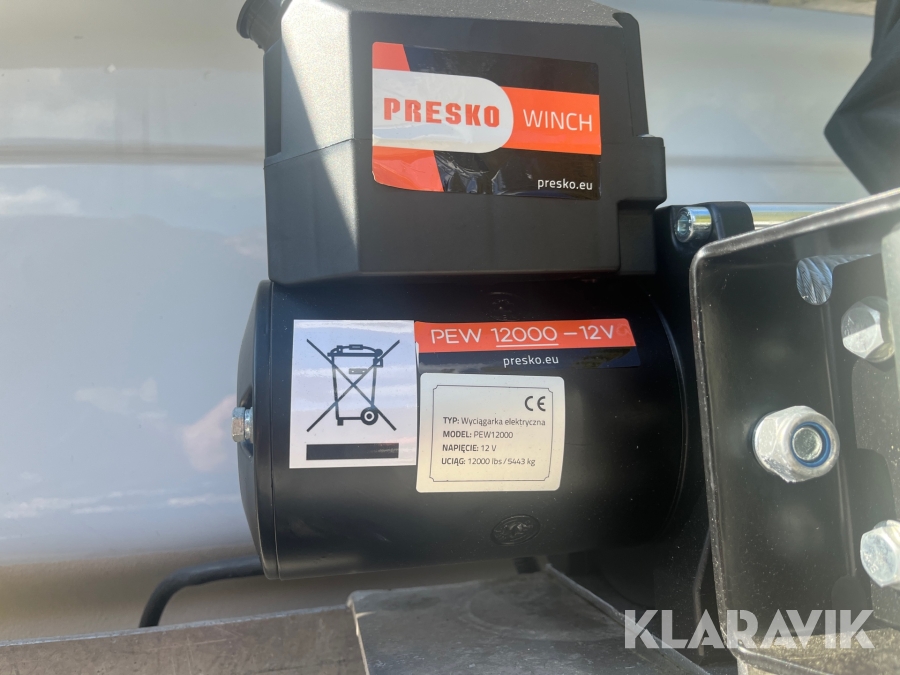 PRESKO WINCH
presko.eu
PEW 12000 – 12V
presko.eu
CE
TYP: Wyciągarka elektryczna
MODEL: PEW12000
NAPIĘCIE: 12 V
UCIĄG: 12000 lbs / 5443 kg
KLARAVIK